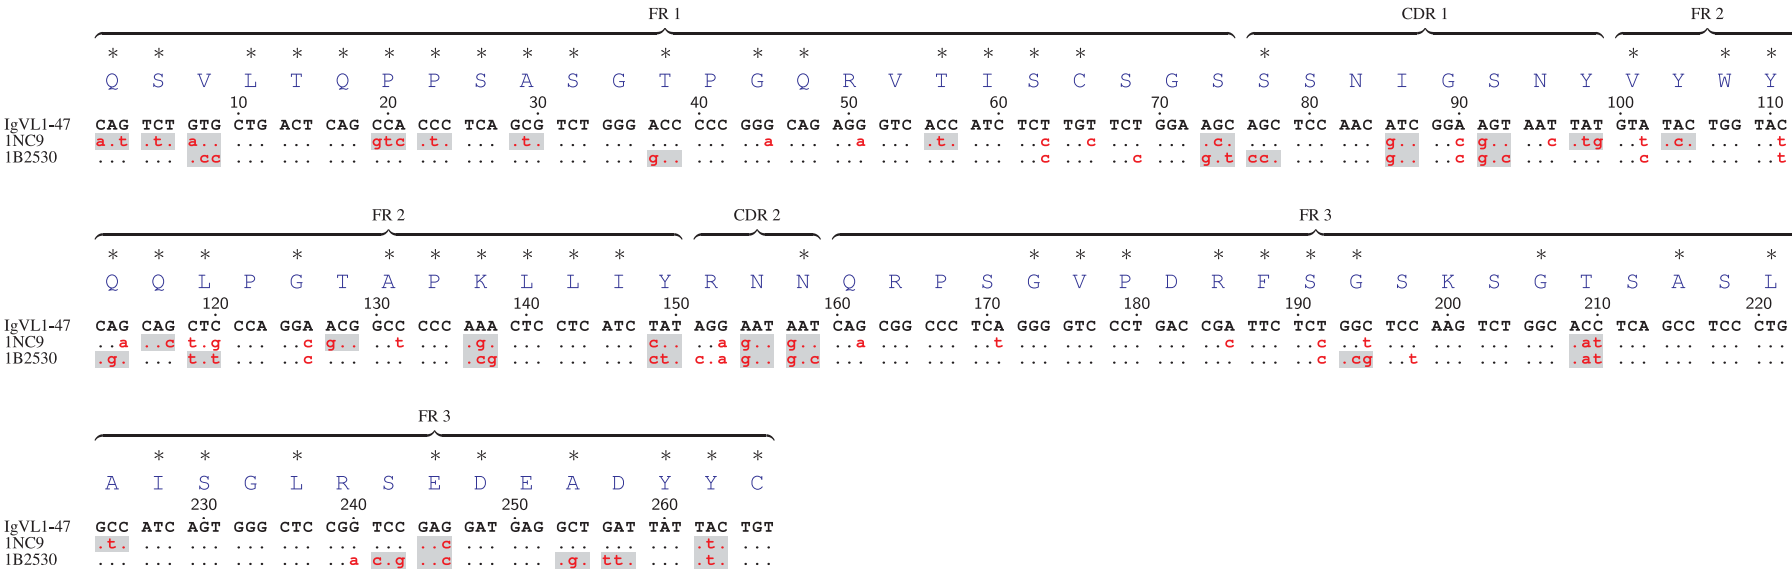 FR 1 CDR 1 FR 2
* * * * * * * * * * * * * * * * * * * * *
Q S V L T Q P P S A S G T P G Q R V T I S C S G S S S N I G S N Y V Y W Y
10 20 30 40 50 60 70 80 90 100 110
IgVL1-47 CAG TCT GTG CTG ACT CAG CCA CCC TCA GCG TCT GGG ACC CCC GGG CAG AGG GTC ACC ATC TCT TGT TCT GGA AGC AGC TCC AAC ATC GGA AGT AAT TAT GTA TAC TGG TAC
1NC9 a.t .t. a.. ... ... ... gtc .t. ... .t. ... ... ... ... ..a ... ..a ... .t. ... ..c ..c ... ... .c. ... ... ... g.. ..c g.. ..c .tg ..t .c. ... ..t
1B2530 ... ... .cc ... ... ... ... ... ... ... ... ... g.. ... ... ... ... ... ... ... ..c ... ..c ... g.t cc. ... ... g.. ..c g.c ... ... ..c ... ... ..t
FR 2 CDR 2 FR 3
* * * * * * * * * * * * * * * * * * * * *
Q Q L P G T A P K L L I Y R N N Q R P S G V P D R F S G S K S G T S A S L
120 130 140 150 160 170 180 190 200 210 220
IgVL1-47 CAG CAG CTC CCA GGA ACG GCC CCC AAA CTC CTC ATC TAT AGG AAT AAT CAG CGG CCC TCA GGG GTC CCT GAC CGA TTC TCT GGC TCC AAG TCT GGC ACC TCA GCC TCC CTG
1NC9 ..a ..c t.g ... ..c g.. ..t ... .g. ... ... ... c.. ..a g.. g.. ..a ... ... ..t ... ... ... ... ..a ... ..c ..t ... ... ... ... .at ... ... ... ...
1B2530 .g. ... t.t ... ..c ... ... ... .cg ... ... ... ct. c.a g.. g.c ... ... ... ... ... ... ... ... ... ... ..c .cg ..t ... ... ... .at ... ... ... ...
FR 3
* * * * * * * * *
A I S G L R S E D E A D Y Y C
230 240 250 260
IgVL1-47 GCC ATC AGT GGG CTC CGG TCC GAG GAT GAG GCT GAT TAT TAC TGT
1NC9 .t. ... ... ... ... ... ... ..c ... ... ... ... ... .t. ...
1B2530 ... ... ... ... ... ..a c.g ..c ... ... .g. tt. ... .t. ...